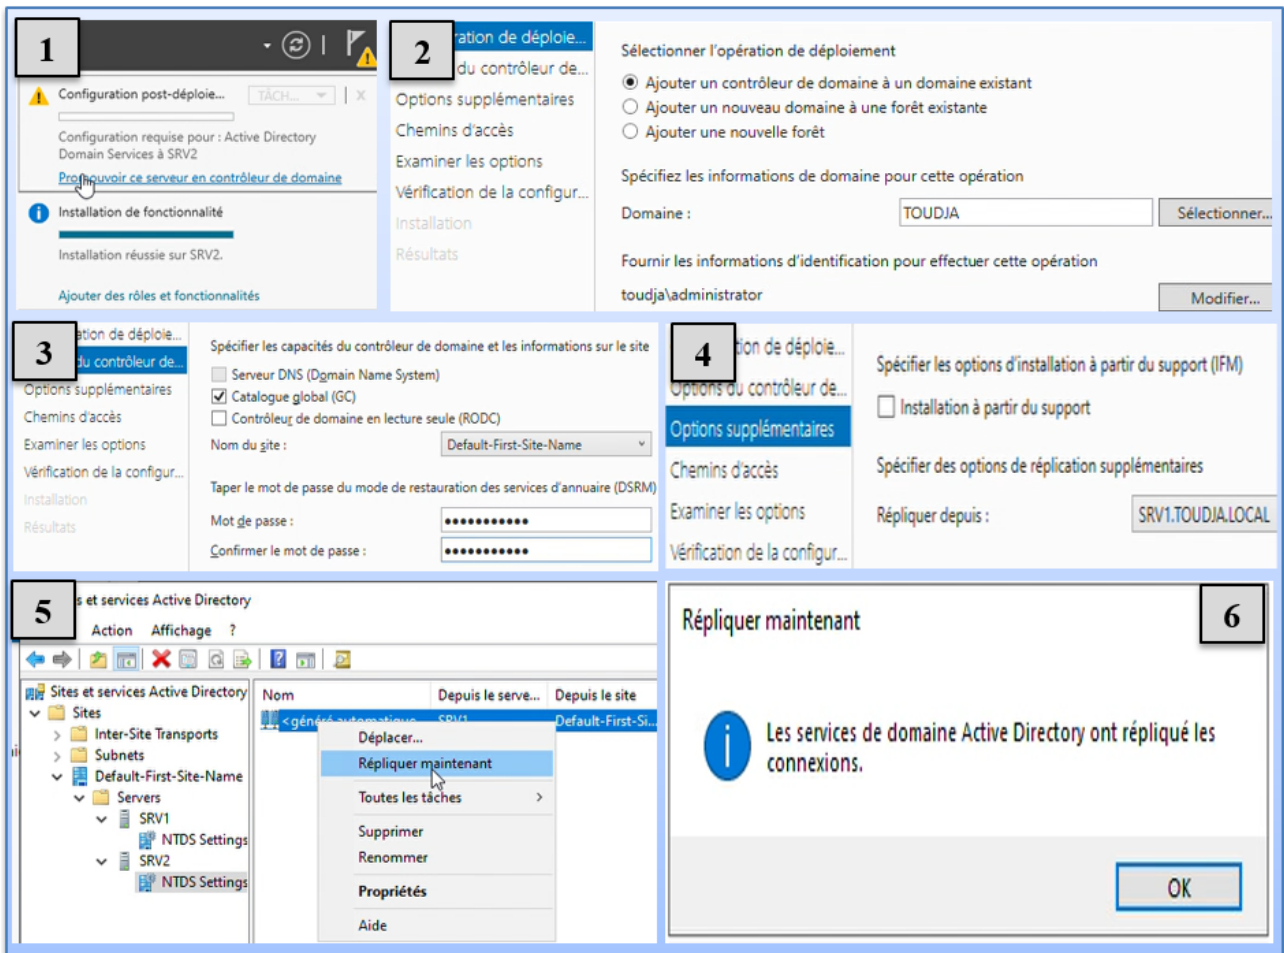 1
Configuration post-déploie...
TÂCH...
X
Configuration requise pour : Active Directory
Domain Services à SRV2
Promouvoir ce serveur en contrôleur de domaine
Installation de fonctionnalité
Installation réussie sur SRV2.
Ajouter des rôles et fonctionnalités
2
ration de déploie...
du contrôleur de...
Options supplémentaires
Chemins d'accès
Examiner les options
Vérification de la configur...
Installation
Résultats
Sélectionner l'opération de déploiement
Ajouter un contrôleur de domaine à un domaine existant
Ajouter un nouveau domaine à une forêt existante
Ajouter une nouvelle forêt
Spécifiez les informations de domaine pour cette opération
Domaine :
TOUDJA
Sélectionner...
Fournir les informations d'identification pour effectuer cette opération
toudja\administrator
Modifier...
3
ation de déploie...
du contrôleur de...
Options supplémentaires
Chemins d'accès
Examiner les options
Vérification de la configur...
Installation
Résultats
Spécifier les capacités du contrôleur de domaine et les informations sur le site
Serveur DNS (Domain Name System)
Catalogue global (GC)
Contrôleur de domaine en lecture seule (RODC)
Nom du site :
Default-First-Site-Name
Taper le mot de passe du mode de restauration des services d'annuaire (DSRM)
Mot de passe :
●●●●●●●●●●●
Confirmer le mot de passe :
●●●●●●●●●●●
4
tion de déploie...
Options du contrôleur de...
Options supplémentaires
Chemins d'accès
Examiner les options
Vérification de la configur...
Spécifier les options d'installation à partir du support (IFM)
Installation à partir du support
Spécifier des options de réplication supplémentaires
Répliquer depuis :
SRV1.TOUDJA.LOCAL
5
s et services Active Directory
Action Affichage ?
Sites et services Active Directory
Sites
Inter-Site Transports
Subnets
Default-First-Site-Name
Servers
SRV1
NTDS Settings
SRV2
NTDS Settings
Nom
Depuis le serve...
Depuis le site
<généré automatique
SRV1
Default-First-Si...
Déplacer...
Répliquer maintenant
Toutes les tâches
Supprimer
Renommer
Propriétés
Aide
6
Répliquer maintenant
Les services de domaine Active Directory ont répliqué les
connexions.
OK